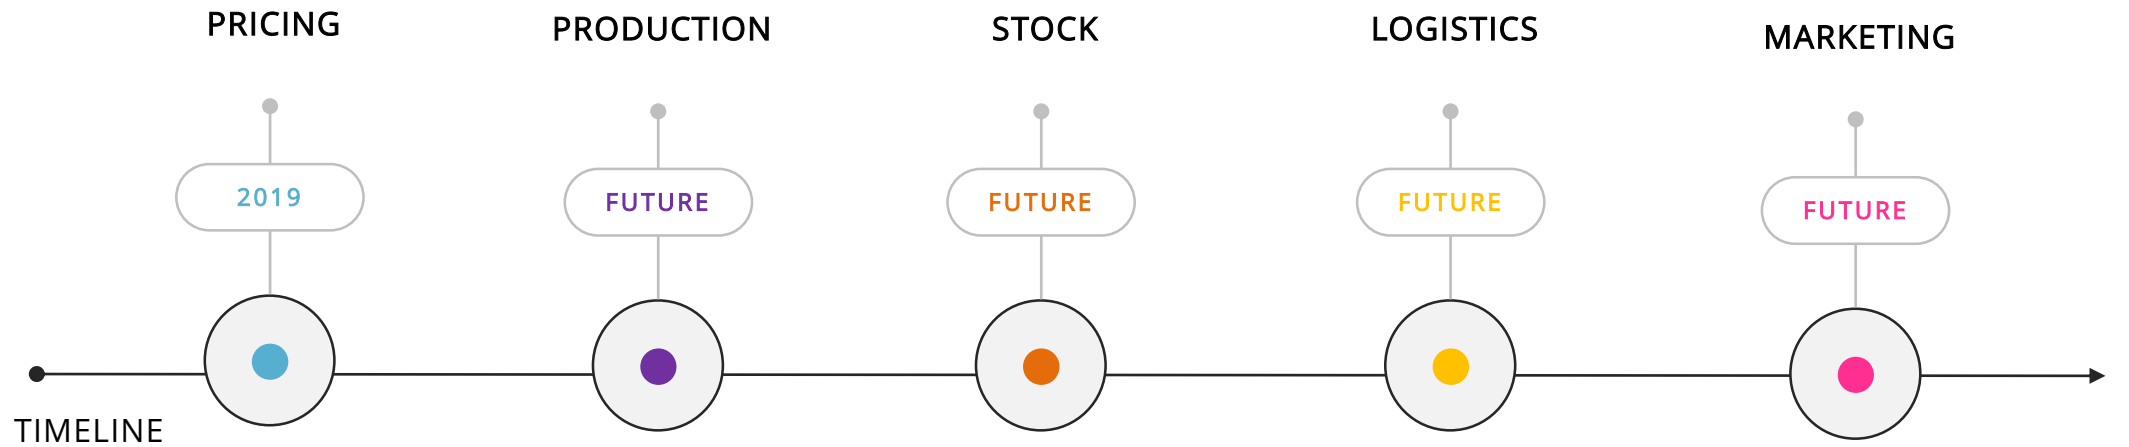 PRICING
PRODUCTION
STOCK
LOGISTICS
MARKETING
2019
FUTURE
FUTURE
FUTURE
FUTURE
TIMELINE